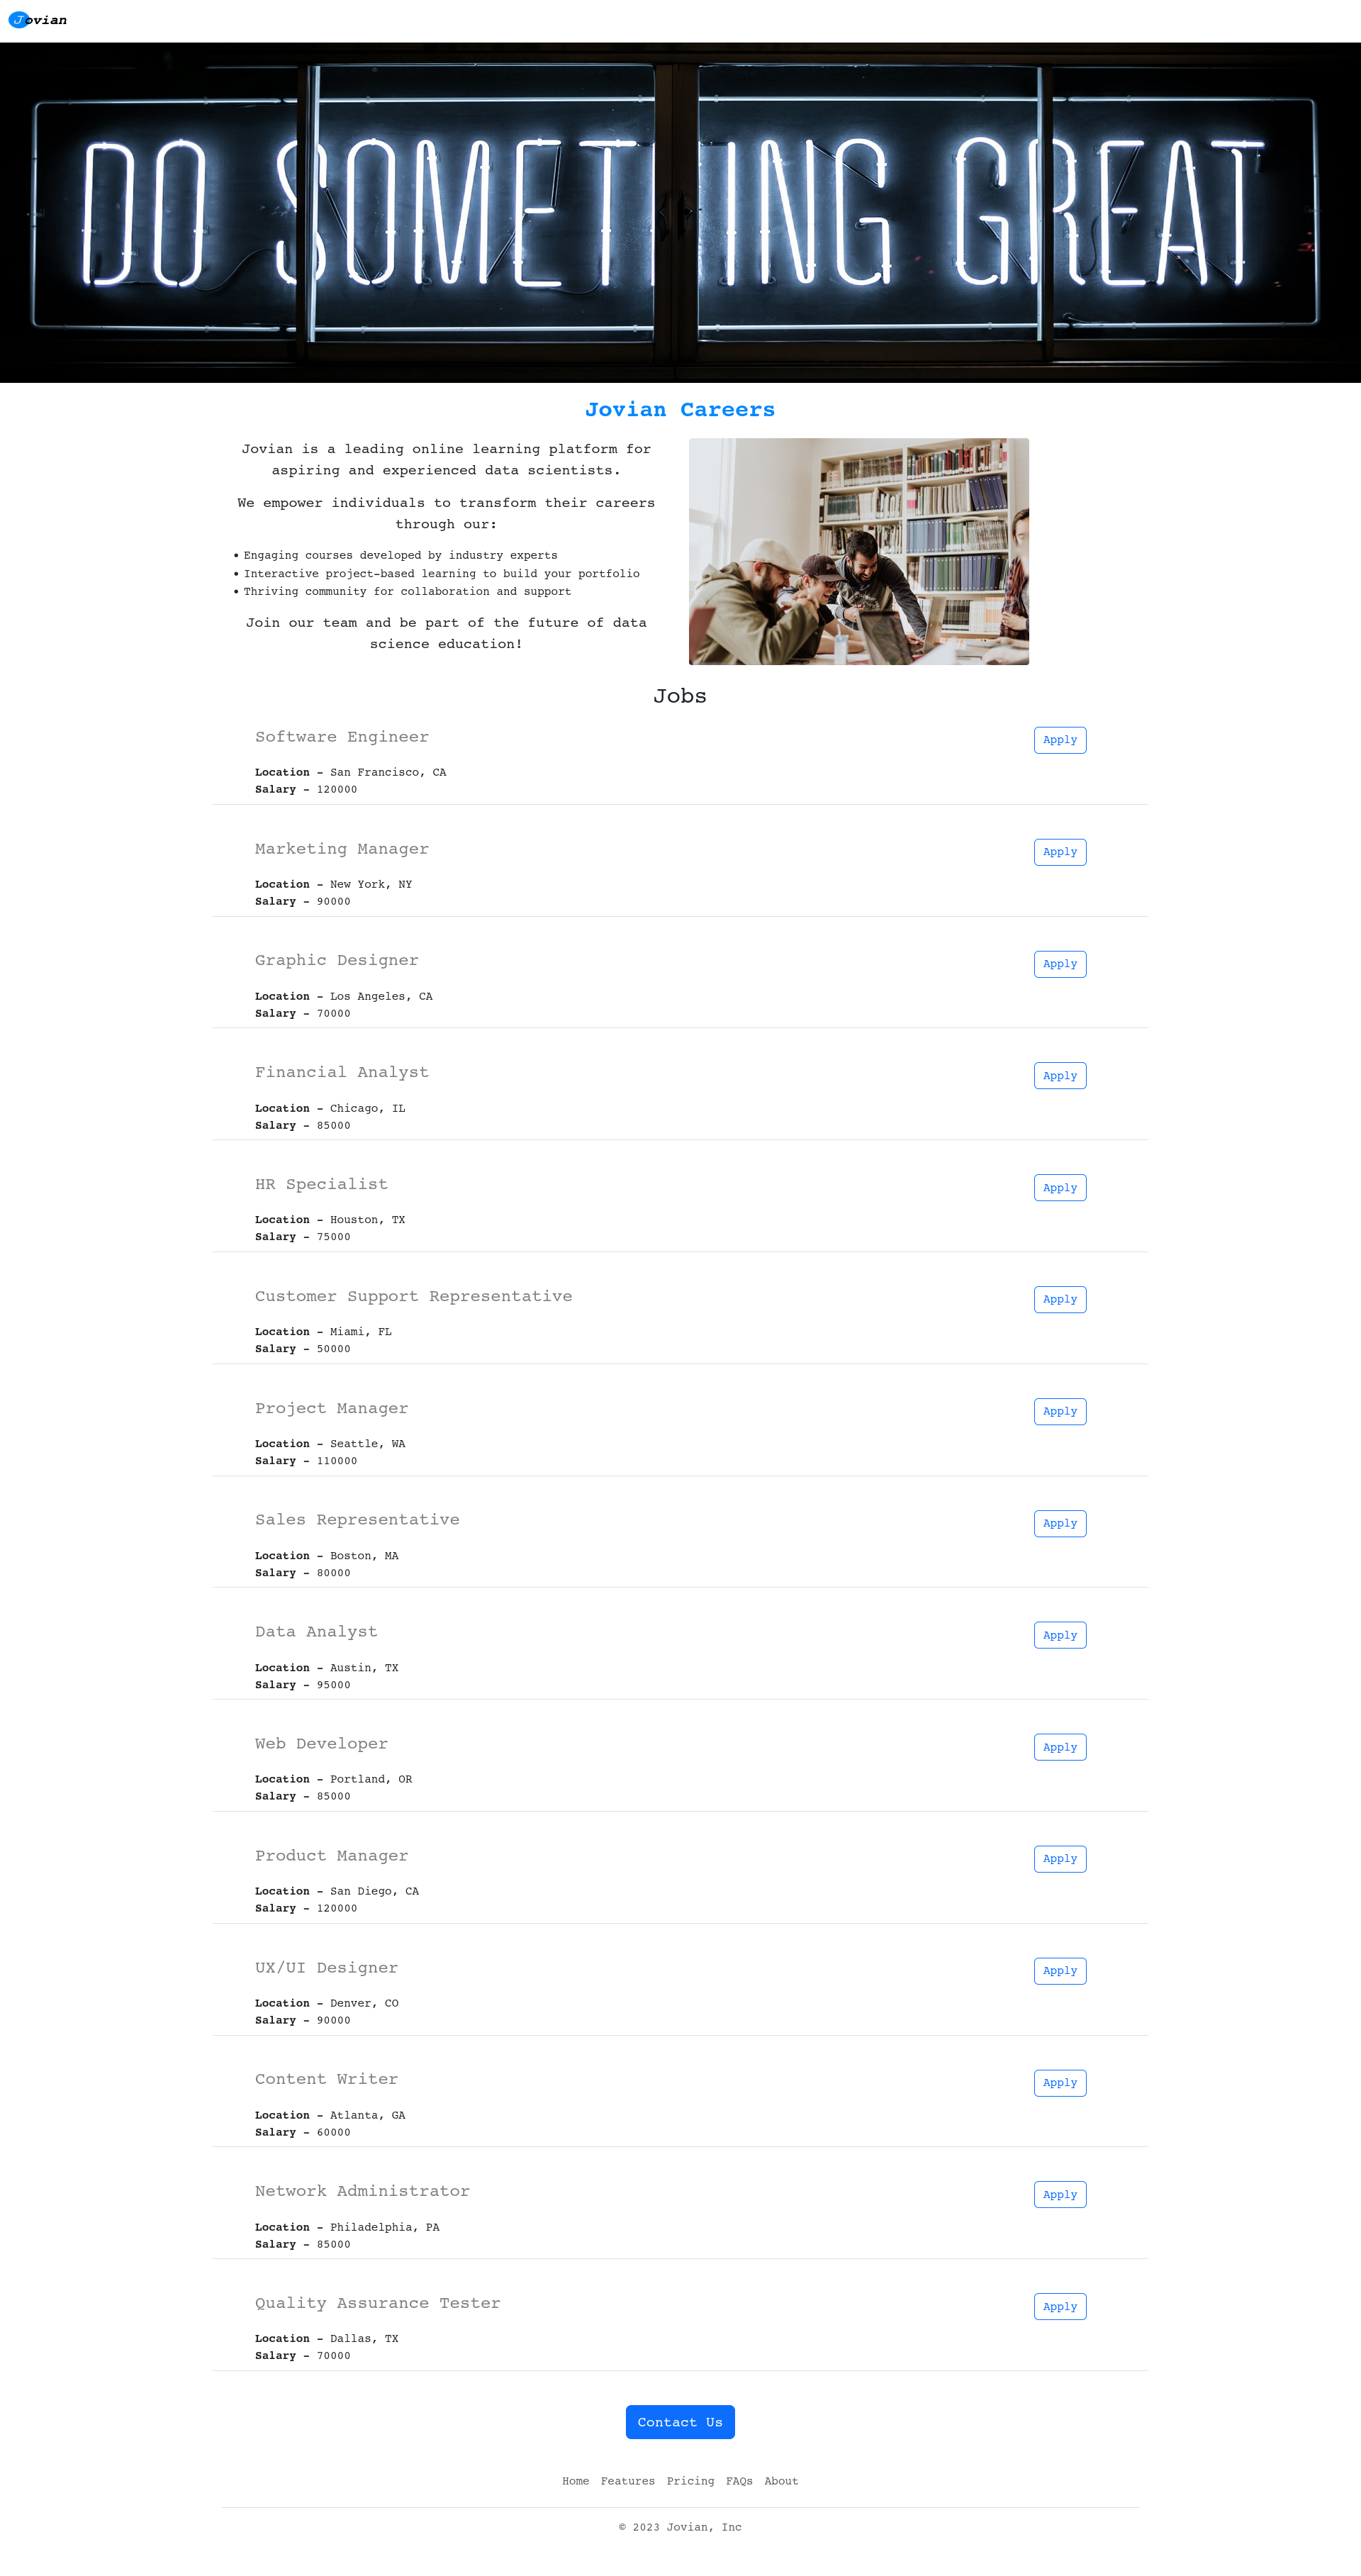 Jovian
DO SOMETHING GREAT
Jovian Careers
Jovian is a leading online learning platform for
aspiring and experienced data scientists.
We empower individuals to transform their careers
through our:
• Engaging courses developed by industry experts
• Interactive project-based learning to build your portfolio
• Thriving community for collaboration and support
Join our team and be part of the future of data
science education!
Jobs
Software Engineer
Apply
Location - San Francisco, CA
Salary - 120000
Marketing Manager
Apply
Location - New York, NY
Salary - 90000
Graphic Designer
Apply
Location - Los Angeles, CA
Salary - 70000
Financial Analyst
Apply
Location - Chicago, IL
Salary - 85000
HR Specialist
Apply
Location - Houston, TX
Salary - 75000
Customer Support Representative
Apply
Location - Miami, FL
Salary - 50000
Project Manager
Apply
Location - Seattle, WA
Salary - 110000
Sales Representative
Apply
Location - Boston, MA
Salary - 80000
Data Analyst
Apply
Location - Austin, TX
Salary - 95000
Web Developer
Apply
Location - Portland, OR
Salary - 85000
Product Manager
Apply
Location - San Diego, CA
Salary - 120000
UX/UI Designer
Apply
Location - Denver, CO
Salary - 90000
Content Writer
Apply
Location - Atlanta, GA
Salary - 60000
Network Administrator
Apply
Location - Philadelphia, PA
Salary - 85000
Quality Assurance Tester
Apply
Location - Dallas, TX
Salary - 70000
Contact Us
Home Features Pricing FAQs About
© 2023 Jovian, Inc